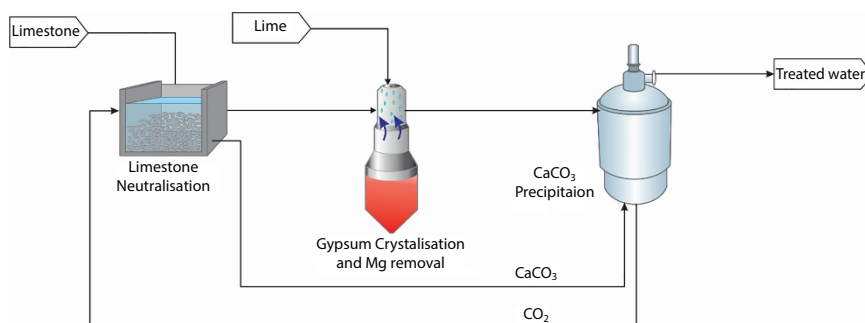 Limestone
Lime
Treated water
Limestone
Neutralisation
CaCO₃
Precipitaion
Gypsum Crystalisation
and Mg removal
CaCO₃
CO₂